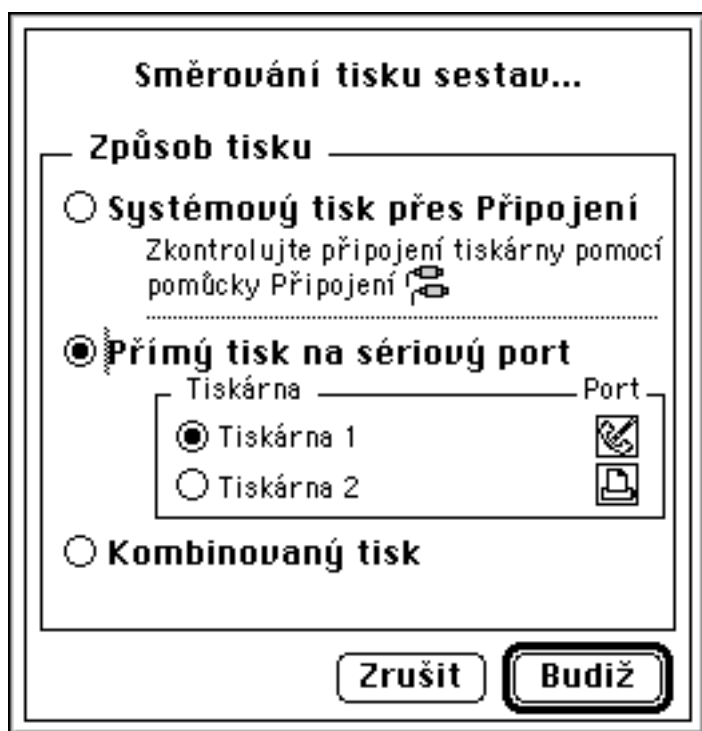 Směrování tisku sestav...
Způsob tisku
Systémový tisk přes Připojení
Zkontrolujte připojení tiskárny pomocí
pomůcky Připojení
Přímý tisk na sériový port
Tiskárna Port
Tiskárna 1
Tiskárna 2
Kombinovaný tisk
Zrušit Budiž